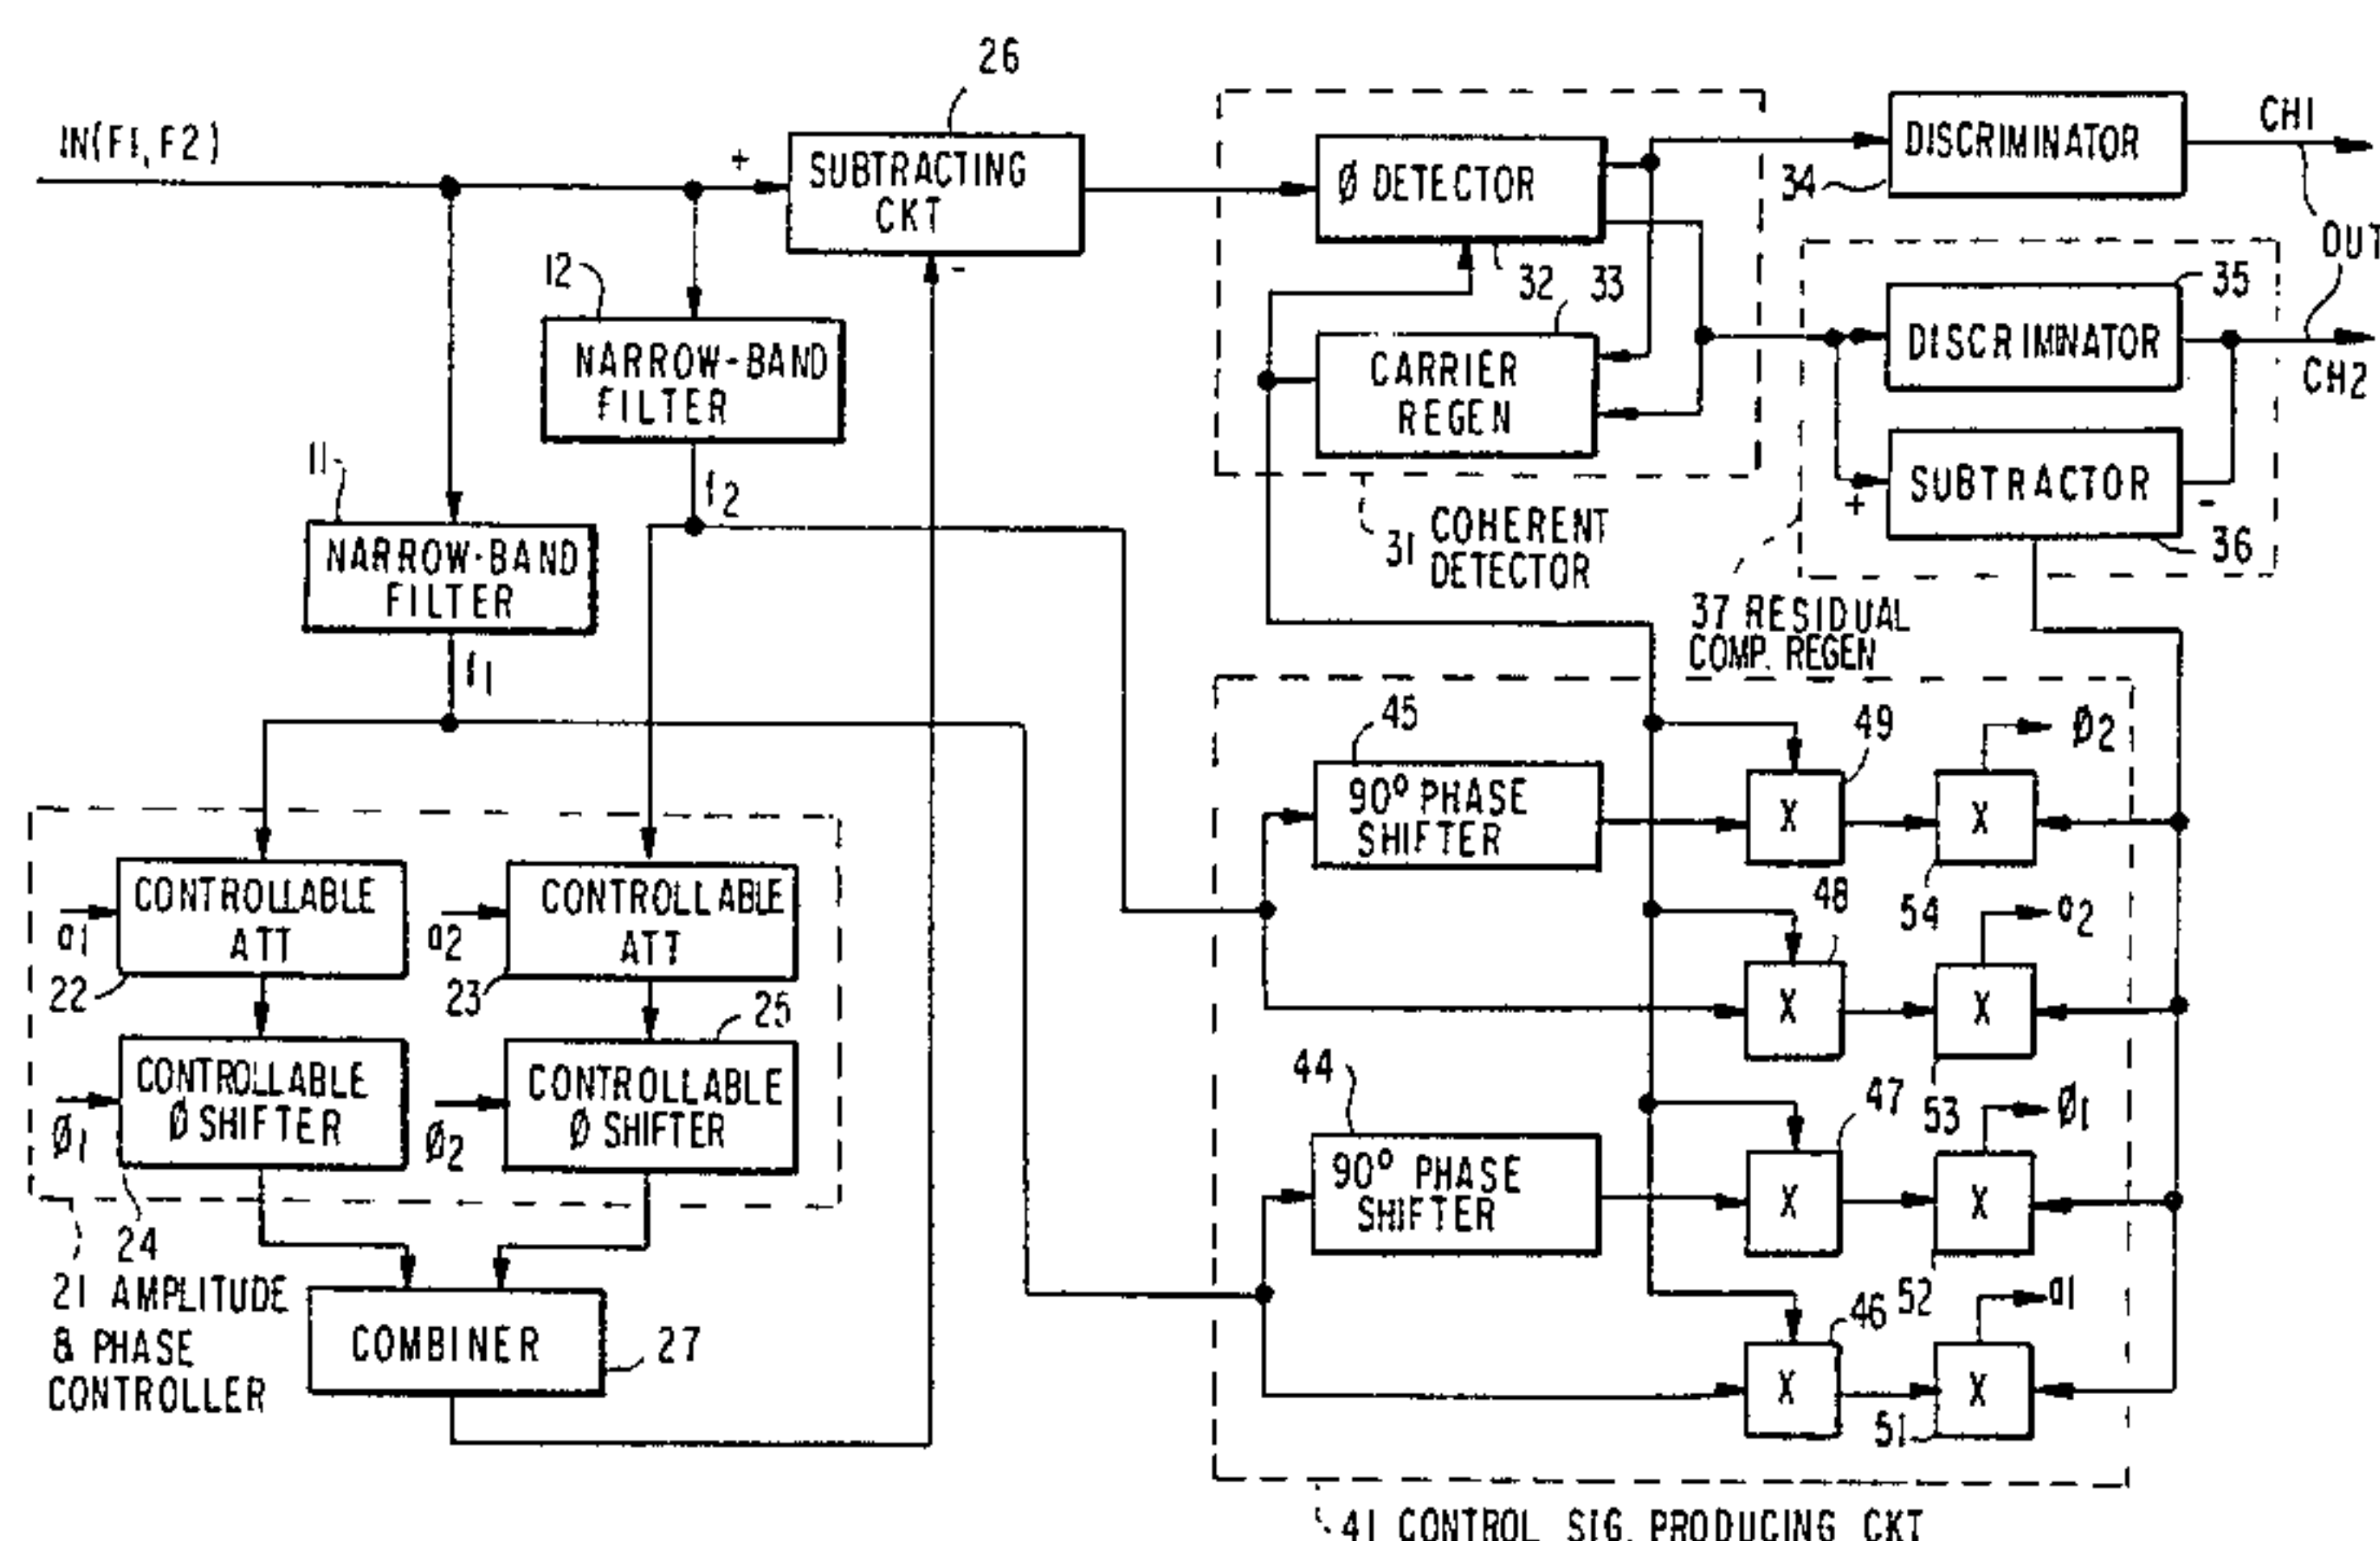 26
IN(F1, F2)
+
SUBTRACTING
CKT
-
Ø DETECTOR
32
33
CARRIER
REGEN
31 COHERENT
DETECTOR
DISCRIMINATOR
34
CH1
OUT
35
DISCRIMINATOR
CH2
+
SUBTRACTOR
-
36
37 RESIDUAL
COMP. REGEN
12
NARROW-BAND
FILTER
f2
11
NARROW-BAND
FILTER
f1
a1
CONTROLLABLE
ATT
22
a2
CONTROLLABLE
ATT
23
Ø1
CONTROLLABLE
Ø SHIFTER
24
25
Ø2
CONTROLLABLE
Ø SHIFTER
21 AMPLITUDE
& PHASE
CONTROLLER
COMBINER
27
45
90° PHASE
SHIFTER
49
X
X
Ø2
54
48
X
X
a2
53
44
90° PHASE
SHIFTER
47
X
X
Ø1
52
46
X
X
a1
51
41 CONTROL SIG. PRODUCING CKT